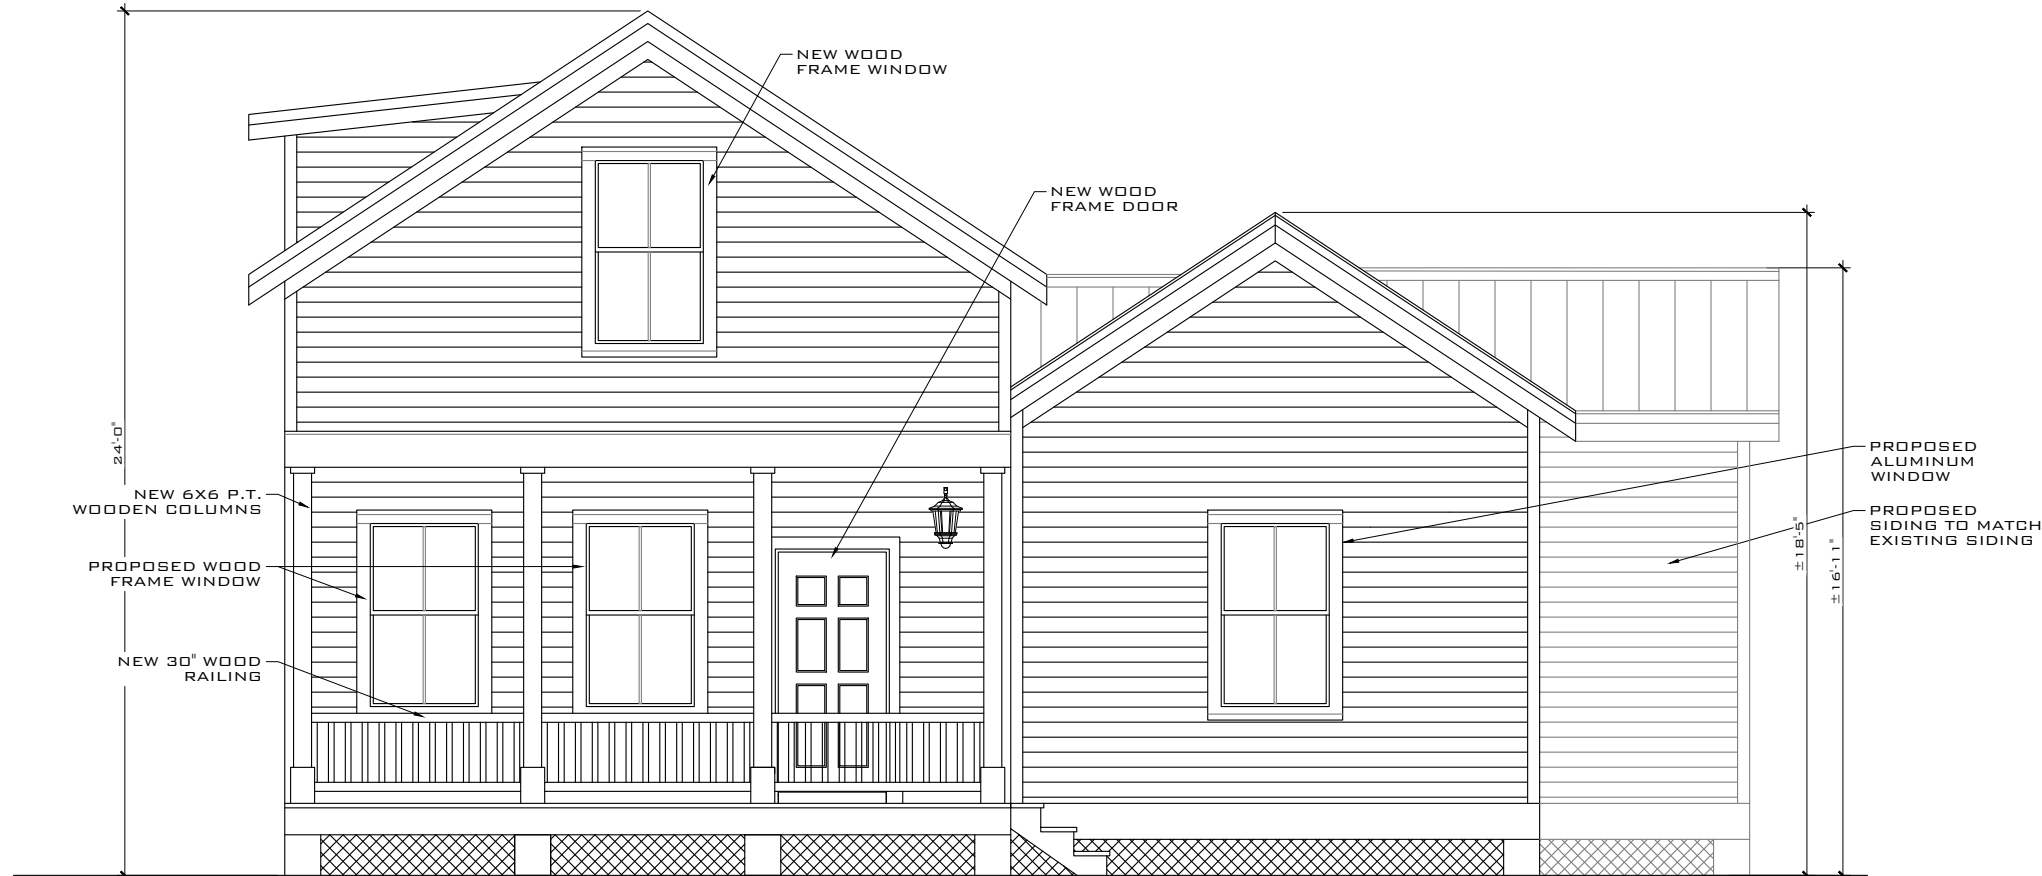 NEW WOOD
FRAME WINDOW
NEW WOOD
FRAME DOOR
24'-0"
PROPOSED
ALUMINUM
WINDOW
NEW 6X6 P.T.
WOODEN COLUMNS
PROPOSED
SIDING TO MATCH
EXISTING SIDING
±18'-5"
±16'-11"
PROPOSED WOOD
FRAME WINDOW
NEW 30" WOOD
RAILING